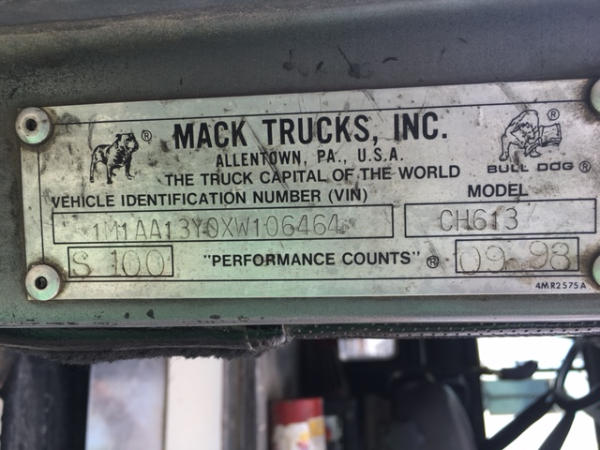 ®
MACK TRUCKS, INC.
ALLENTOWN, PA., U.S.A.
THE TRUCK CAPITAL OF THE WORLD
BULL DOG ®
VEHICLE IDENTIFICATION NUMBER (VIN)
MODEL
1M1AA13Y0XW106464
CH613
S 100
"PERFORMANCE COUNTS" ®
09-98
4MR2575A